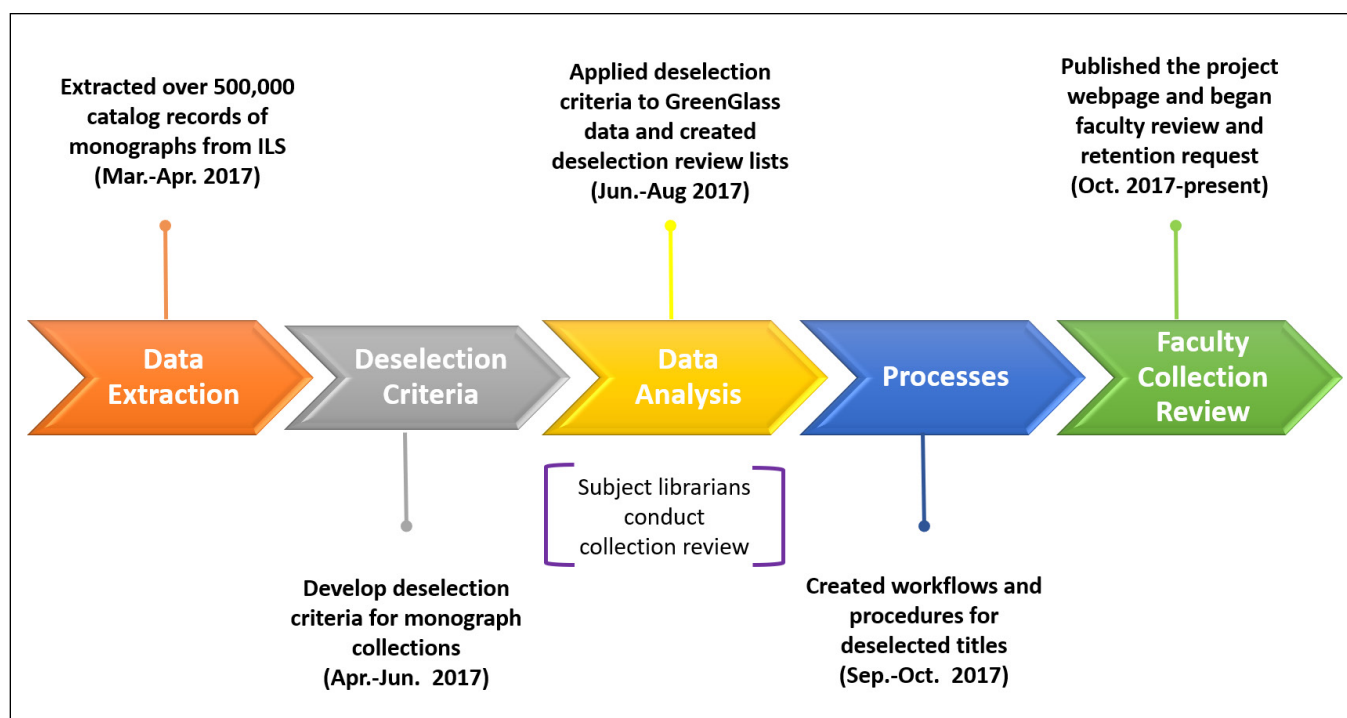 Extracted over 500,000
catalog records of
monographs from ILS
(Mar.-Apr. 2017)
Applied deselection
criteria to GreenGlass
data and created
deselection review lists
(Jun.-Aug 2017)
Published the project
webpage and began
faculty review and
retention request
(Oct. 2017-present)
Data
Extraction
Deselection
Criteria
Data
Analysis
Processes
Faculty
Collection
Review
Subject librarians
conduct
collection review
Develop deselection
criteria for monograph
collections
(Apr.-Jun.  2017)
Created workflows and
procedures for
deselected titles
(Sep.-Oct.  2017)